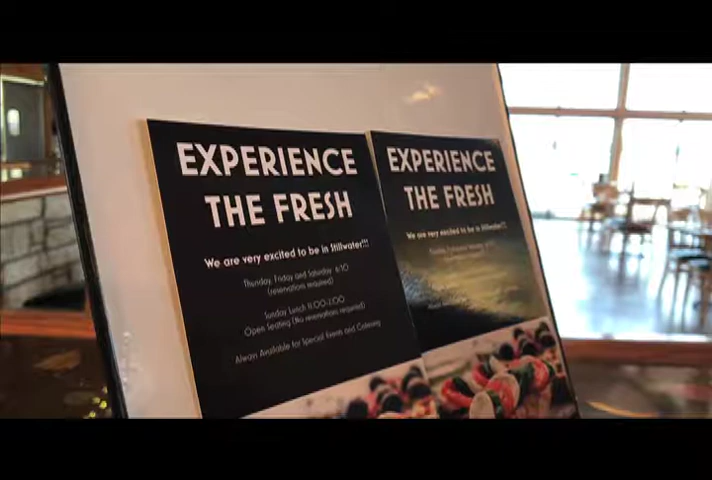 EXPERIENCE
THE FRESH
We are very excited to be in Stillwater!!!
Thursday, Friday and Saturday 6:30
(reservations required)
Sunday Lunch 11:00-2:00
Open Seating (No reservations required)
Always Available for Special Events and Catering
EXPERIENCE
THE FRESH
We are very excited to be in Stillwater!!!